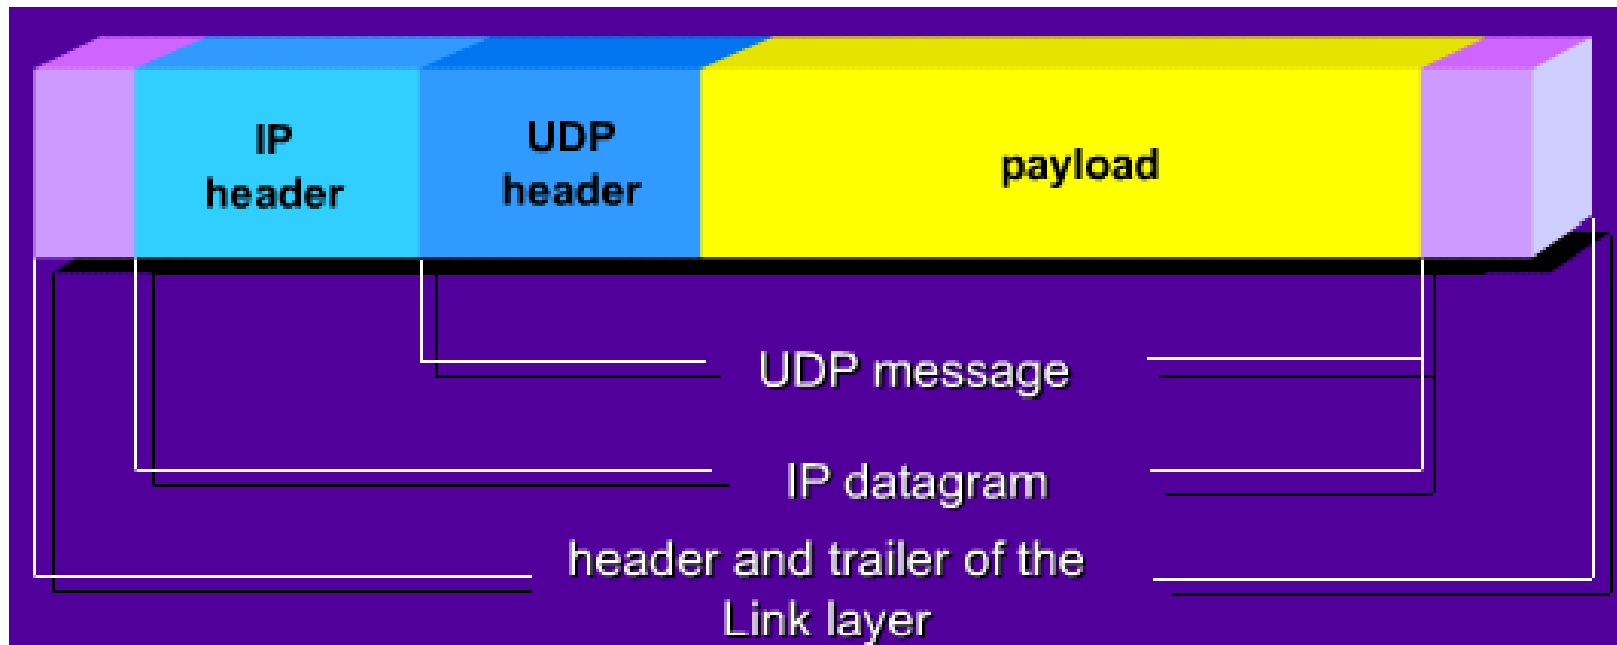 IP
header
UDP
header
payload
UDP message
IP datagram
header and trailer of the
Link layer